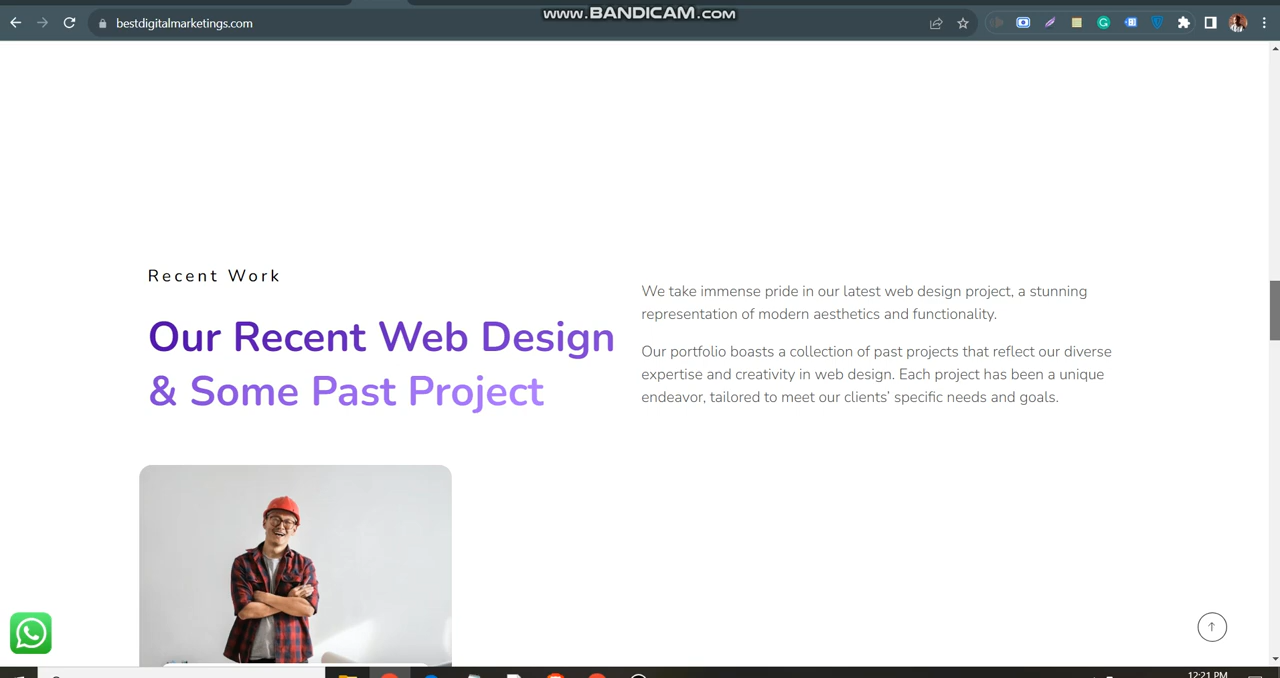 www.BANDICAM.com
bestdigitalmarketings.com
Recent Work
Our Recent Web Design
& Some Past Project
We take immense pride in our latest web design project, a stunning
representation of modern aesthetics and functionality.
Our portfolio boasts a collection of past projects that reflect our diverse
expertise and creativity in web design. Each project has been a unique
endeavor, tailored to meet our clients’ specific needs and goals.
12:21 PM